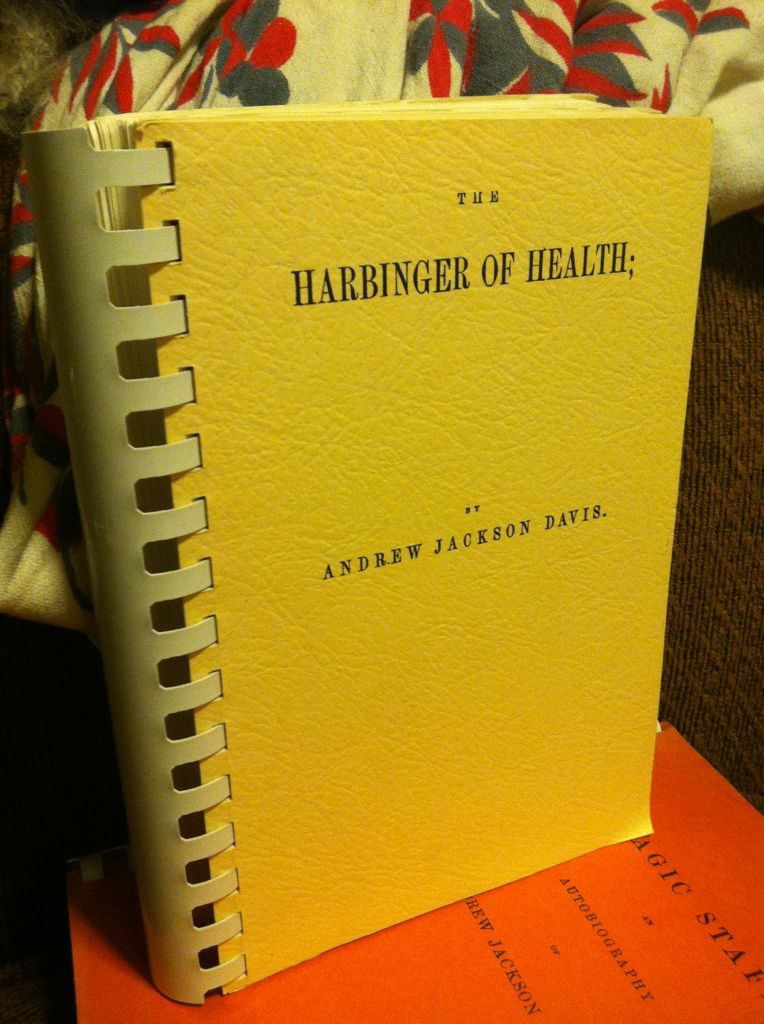 THE
HARBINGER OF HEALTH;
BY
ANDREW JACKSON DAVIS.
AGIC STAF
AN
AUTOBIOGRAPHY
OF
REW JACKSON